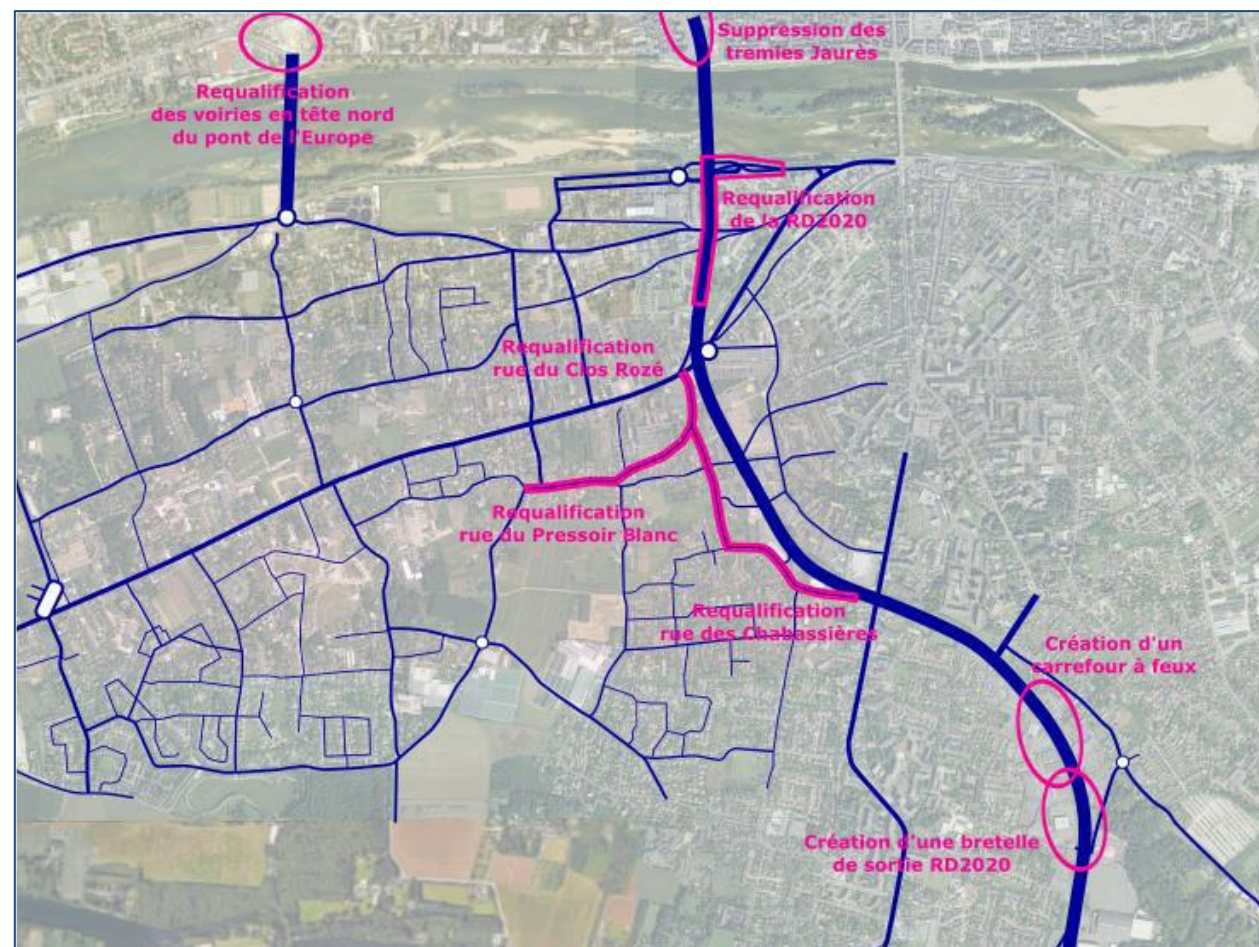 Suppression des
tremies Jaurès
Requalification
des voiries en tête nord
du pont de l'Europe
Requalification
de la RD2020
Requalification
rue du Clos Rozé
Requalification
rue du Pressoir Blanc
Requalification
rue des Chabassières
Création d'un
carrefour à feux
Création d'une bretelle
de sortie RD2020